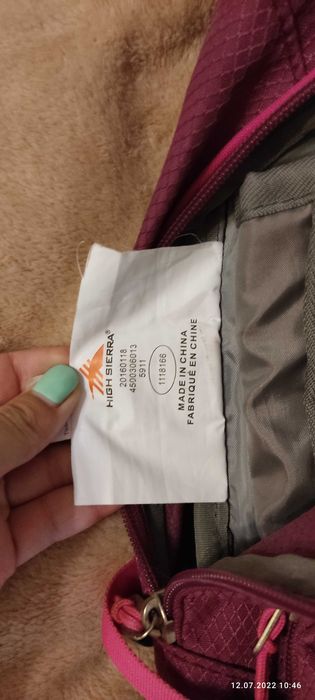 HIGH SIERRA®
20160118
4500306013
5911
1118166
MADE IN CHINA
FABRIQUÉ EN CHINE
12.07.2022 10:46